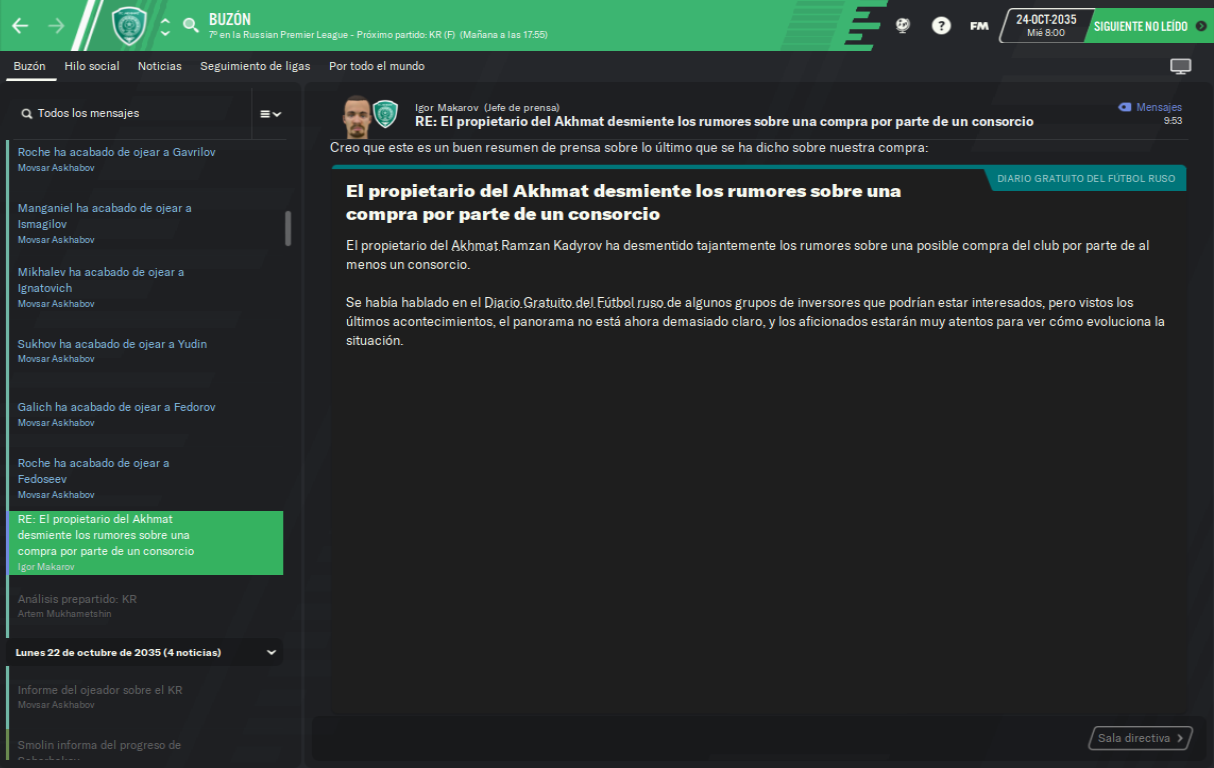 BUZÓN
7º en la Russian Premier League - Próximo partido: KR (F) (Mañana a las 17:55)
?
FM
24-OCT-2035
Mié 8:00
SIGUIENTE NO LEÍDO
Buzón
Hilo social
Noticias
Seguimiento de ligas
Por todo el mundo
Todos los mensajes
Roche ha acabado de ojear a Gavrilov
Movsar Askhabov
Manganiel ha acabado de ojear a
Ismagilov
Movsar Askhabov
Mikhalev ha acabado de ojear a
Ignatovich
Movsar Askhabov
Sukhov ha acabado de ojear a Yudin
Movsar Askhabov
Galich ha acabado de ojear a Fedorov
Movsar Askhabov
Roche ha acabado de ojear a
Fedoseev
Movsar Askhabov
RE: El propietario del Akhmat
desmiente los rumores sobre una
compra por parte de un consorcio
Igor Makarov
Análisis prepartido: KR
Artem Mukhametshin
Lunes 22 de octubre de 2035 (4 noticias)
Informe del ojeador sobre el KR
Movsar Askhabov
Smolin informa del progreso de
Igor Makarov (Jefe de prensa)
RE: El propietario del Akhmat desmiente los rumores sobre una compra por parte de un consorcio
Mensajes
9:53
Creo que este es un buen resumen de prensa sobre lo último que se ha dicho sobre nuestra compra:
DIARIO GRATUITO DEL FÚTBOL RUSO
El propietario del Akhmat desmiente los rumores sobre una
compra por parte de un consorcio
El propietario del Akhmat Ramzan Kadyrov ha desmentido tajantemente los rumores sobre una posible compra del club por parte de al
menos un consorcio.
Se había hablado en el Diario Gratuito del Fútbol ruso de algunos grupos de inversores que podrían estar interesados, pero vistos los
últimos acontecimientos, el panorama no está ahora demasiado claro, y los aficionados estarán muy atentos para ver cómo evoluciona la
situación.
Sala directiva